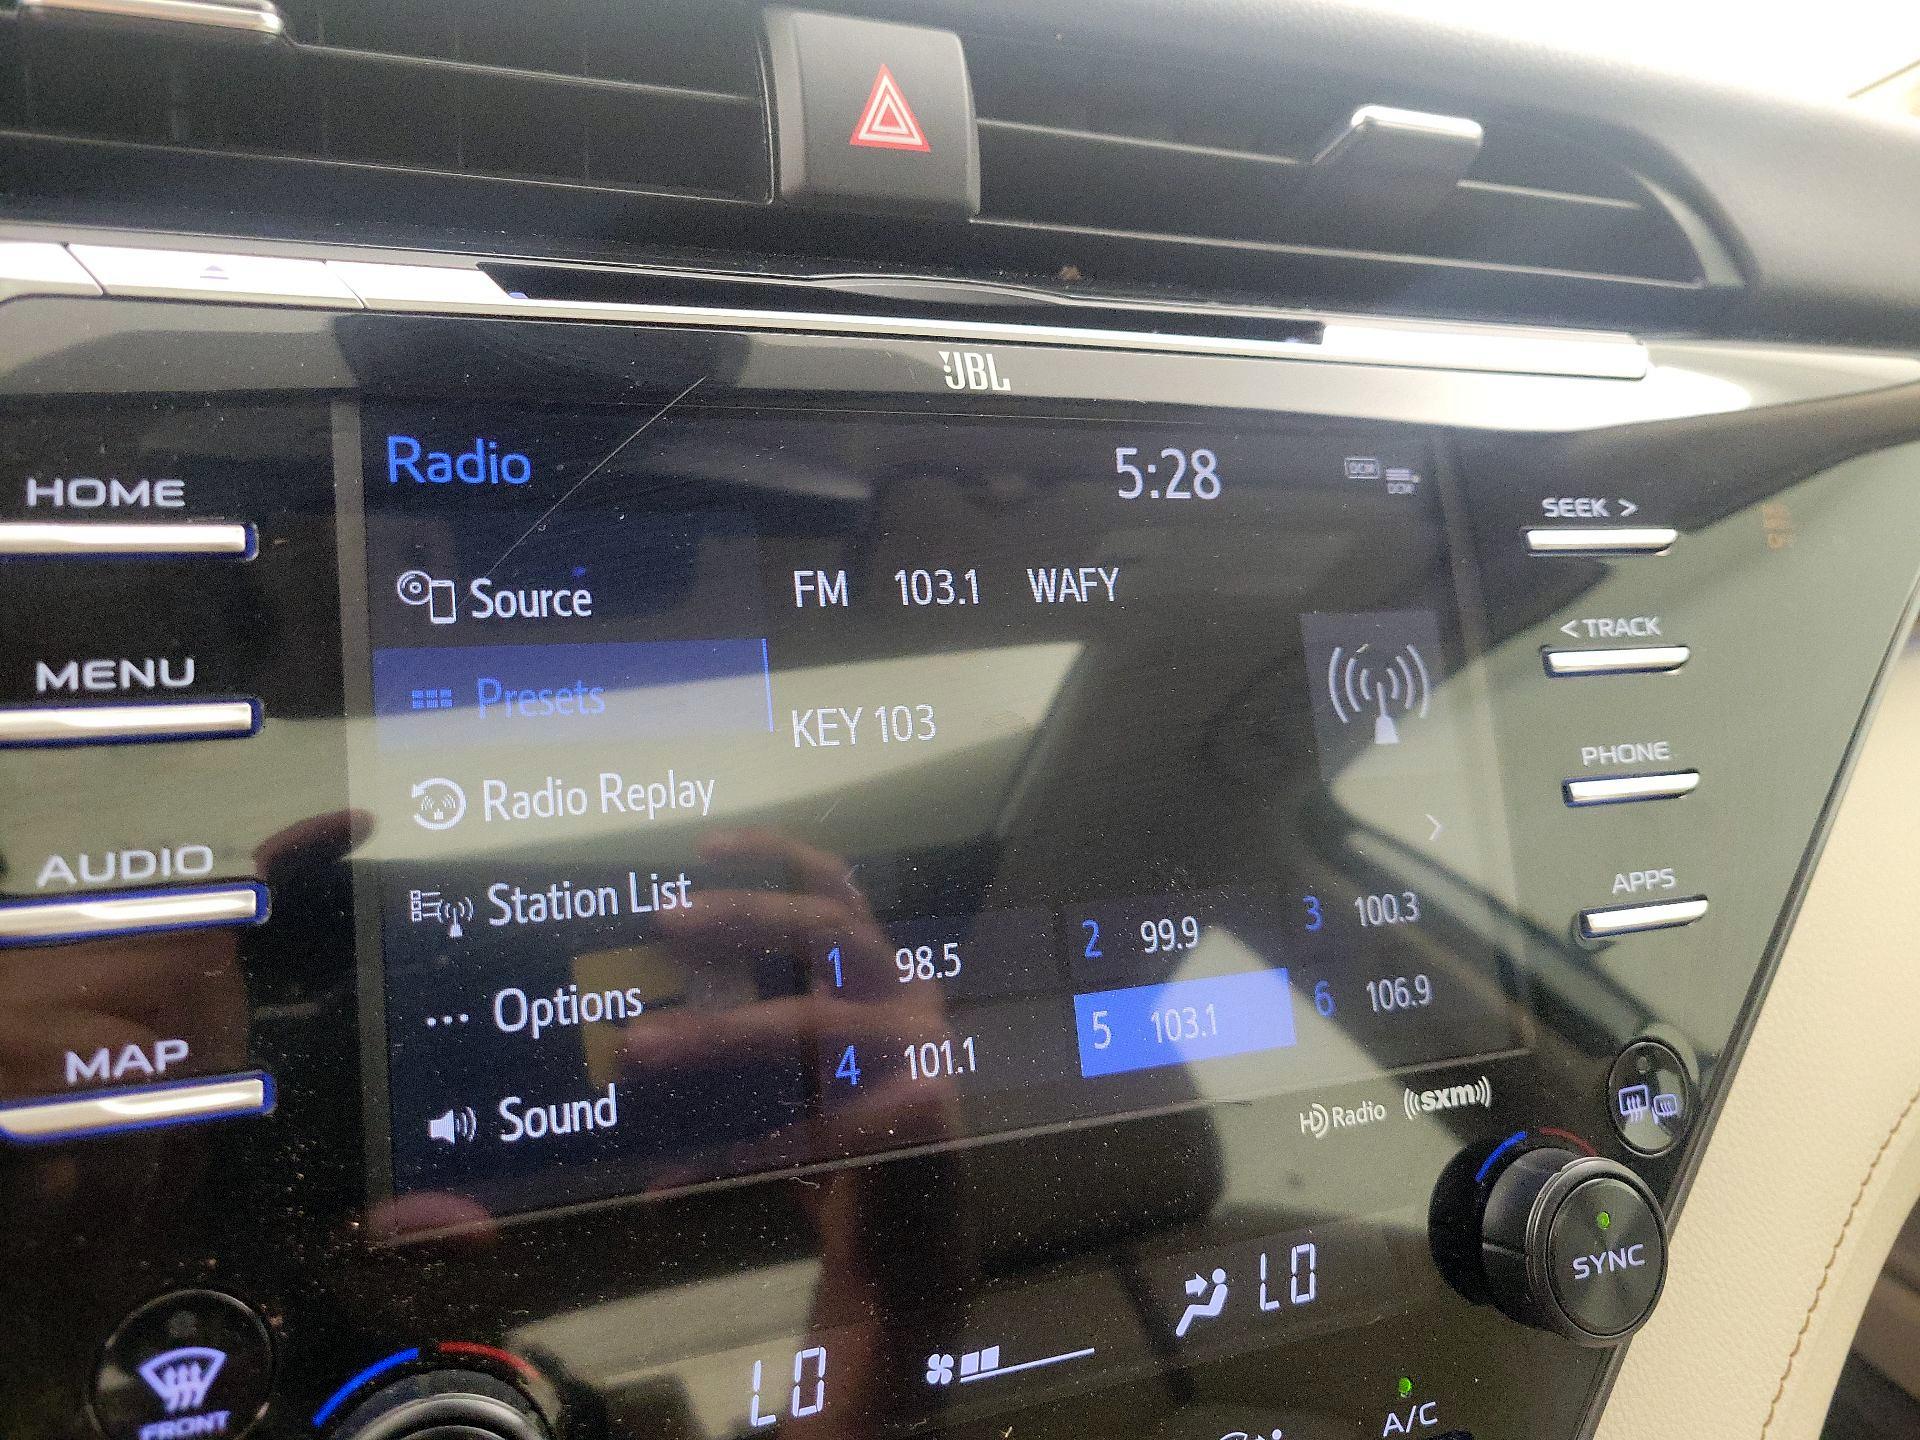 JBL
Radio
5:28
DCM
DCM
HOME
MENU
AUDIO
MAP
Source
Presets
Radio Replay
Station List
... Options
Sound
FM 103.1 WAFY
KEY 103
1 98.5
2 99.9
3 100.3
4 101.1
5 103.1
6 106.9
SEEK >
< TRACK
PHONE
APPS
HD Radio
((sxm))
SYNC
LO
LO
A/C
FRONT